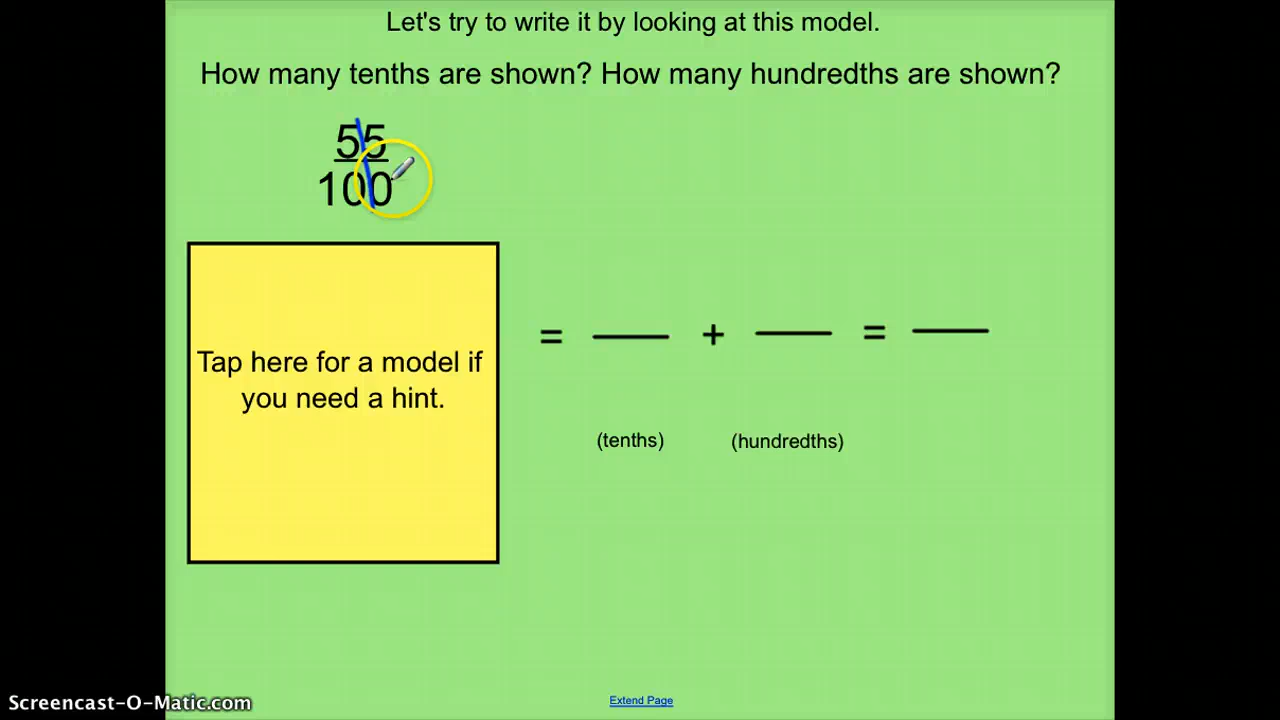 Let's try to write it by looking at this model.
How many tenths are shown? How many hundredths are shown?
55
100
Tap here for a model if
you need a hint.
= + =
(tenths) (hundredths)
Extend Page
Screencast-O-Matic.com